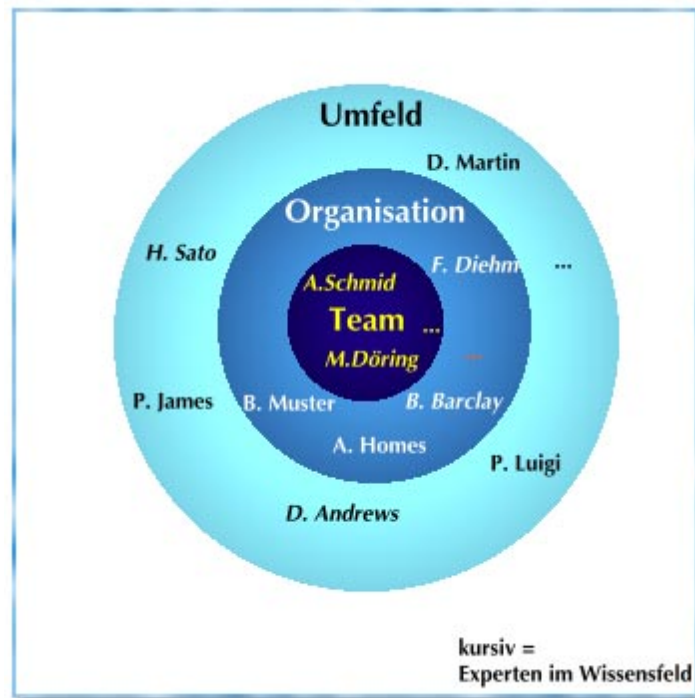 Umfeld
D. Martin
Organisation
H. Sato
F. Diehm ...
A.Schmid
Team ...
M.Döring ...
P. James
B. Muster
B. Barclay
A. Homes
P. Luigi
D. Andrews
kursiv =
Experten im Wissensfeld